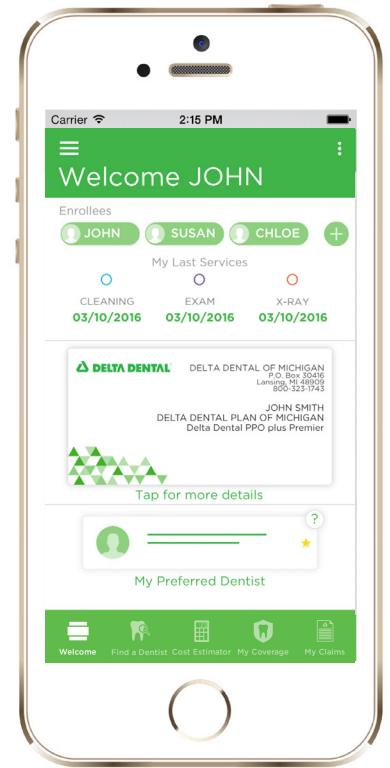 Carrier 2:15 PM
Welcome JOHN
Enrollees
JOHN SUSAN CHLOE +
My Last Services
CLEANING EXAM X-RAY
03/10/2016 03/10/2016 03/10/2016
DELTA DENTAL
DELTA DENTAL OF MICHIGAN
P.O. Box 30416
Lansing, MI 48909
800-323-1743
JOHN SMITH
DELTA DENTAL PLAN OF MICHIGAN
Delta Dental PPO plus Premier
Tap for more details
?
My Preferred Dentist
Welcome Find a Dentist Cost Estimator My Coverage My Claims